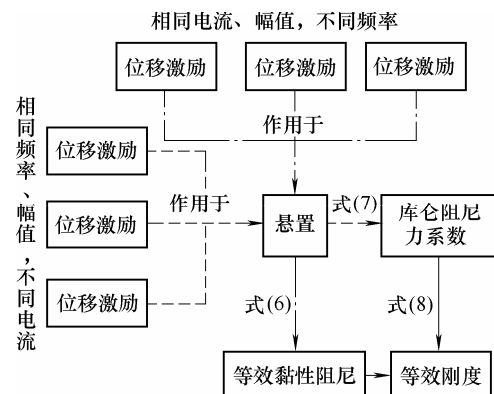 相同电流、幅值，不同频率
位移激励
位移激励
位移激励
作用于
相同频率、幅值，不同电流
位移激励
位移激励
位移激励
作用于
悬置
式(7)
库仑阻尼
力系数
式(6)
式(8)
等效黏性阻尼
等效刚度